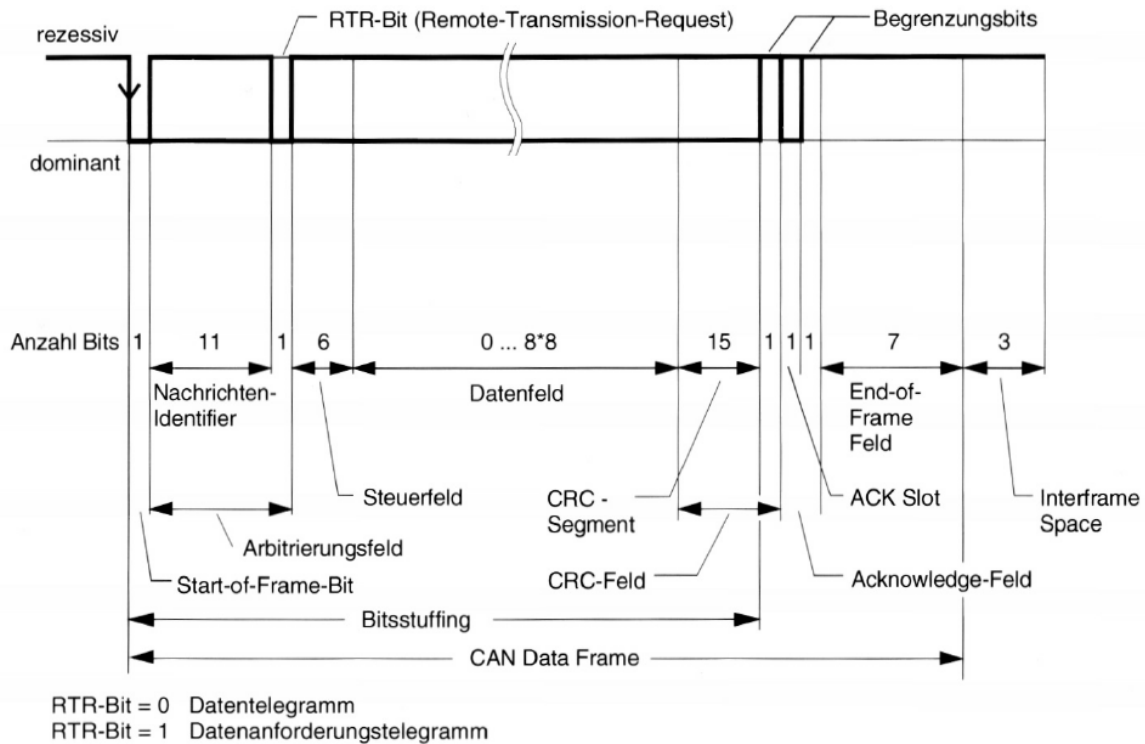 RTR-Bit (Remote-Transmission-Request)
Begrenzungsbits
rezessiv
dominant
Anzahl Bits 1 11 1 6 0 ... 8*8 15 1 1 1 7 3
Nachrichten-
Identifier
Datenfeld
End-of-
Frame
Feld
Steuerfeld
CRC -
Segment
ACK Slot
Interframe
Space
Arbitrierungsfeld
Start-of-Frame-Bit
CRC-Feld
Acknowledge-Feld
Bitsstuffing
CAN Data Frame
RTR-Bit = 0 Datentelegramm
RTR-Bit = 1 Datenanforderungstelegramm